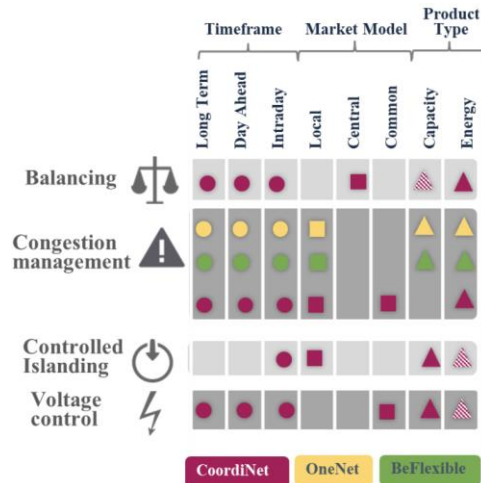 Timeframe
Market Model
Product
Type
Long Term
Day Ahead
Intraday
Local
Central
Common
Capacity
Energy
Balancing
Congestion
management
Controlled
Islanding
Voltage
control
CoordiNet
OneNet
BeFlexible